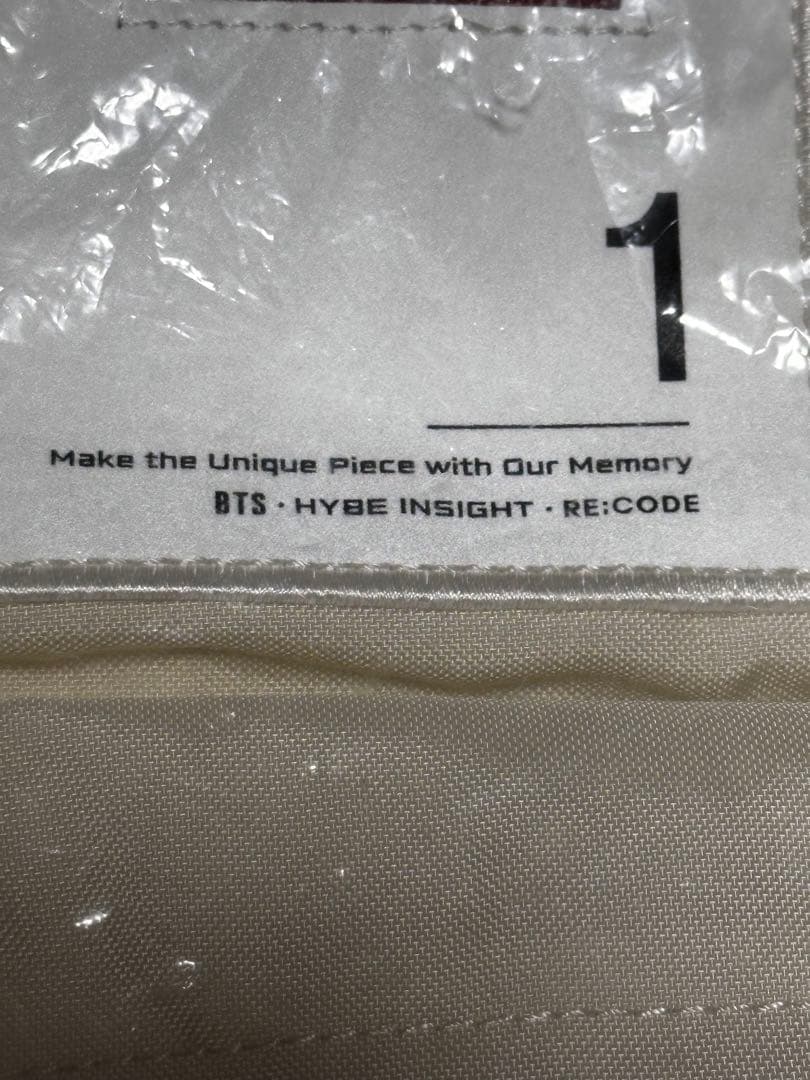 1
Make the Unique Piece with Our Memory
BTS · HYBE INSIGHT · RE:CODE